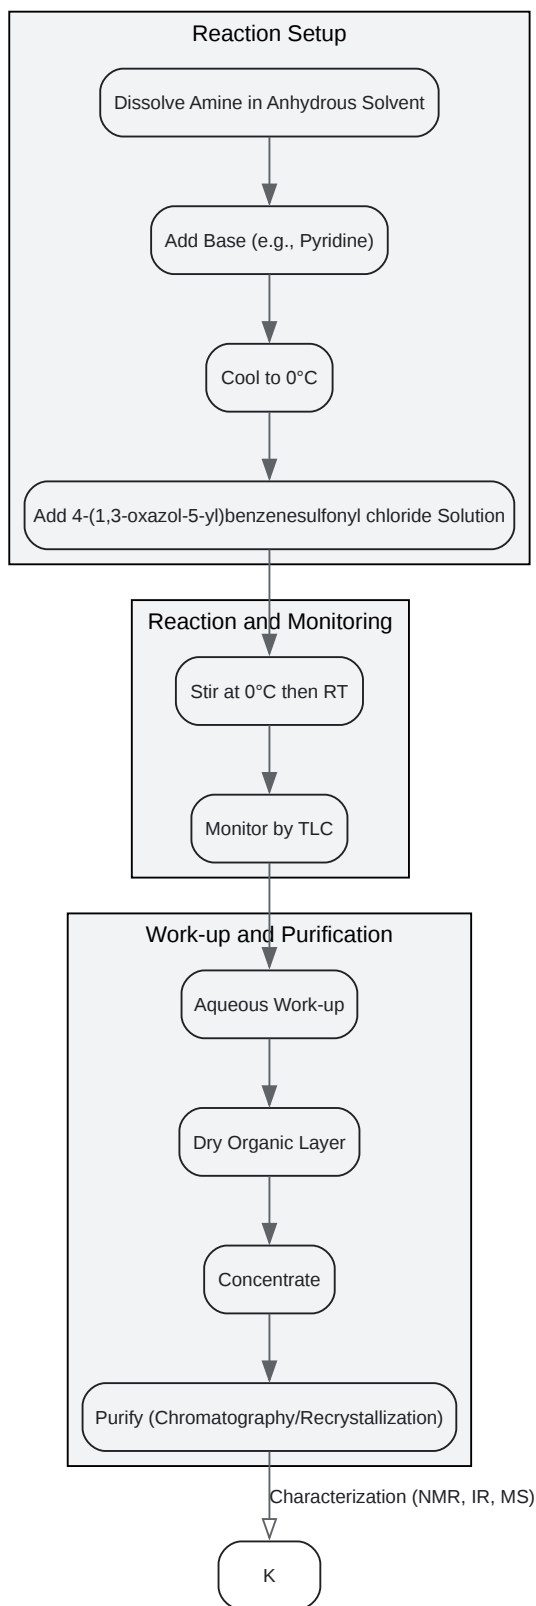 Reaction Setup
Dissolve Amine in Anhydrous Solvent
Add Base (e.g., Pyridine)
Cool to 0°C
Add 4-(1,3-oxazol-5-yl)benzenesulfonyl chloride Solution
Reaction and Monitoring
Stir at 0°C then RT
Monitor by TLC
Work-up and Purification
Aqueous Work-up
Dry Organic Layer
Concentrate
Purify (Chromatography/Recrystallization)
Characterization (NMR, IR, MS)
K